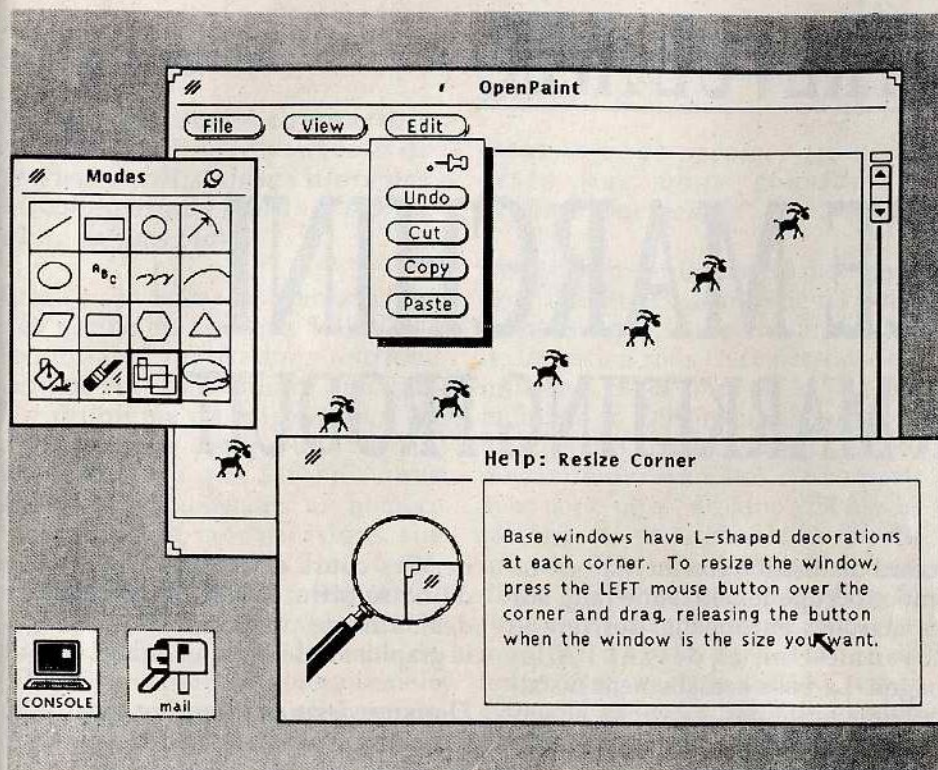 OpenPaint
File View Edit
Modes
Undo
Cut
Copy
Paste
ABC
Help: Resize Corner
Base windows have L-shaped decorations
at each corner. To resize the window,
press the LEFT mouse button over the
corner and drag, releasing the button
when the window is the size you want.
CONSOLE
mail